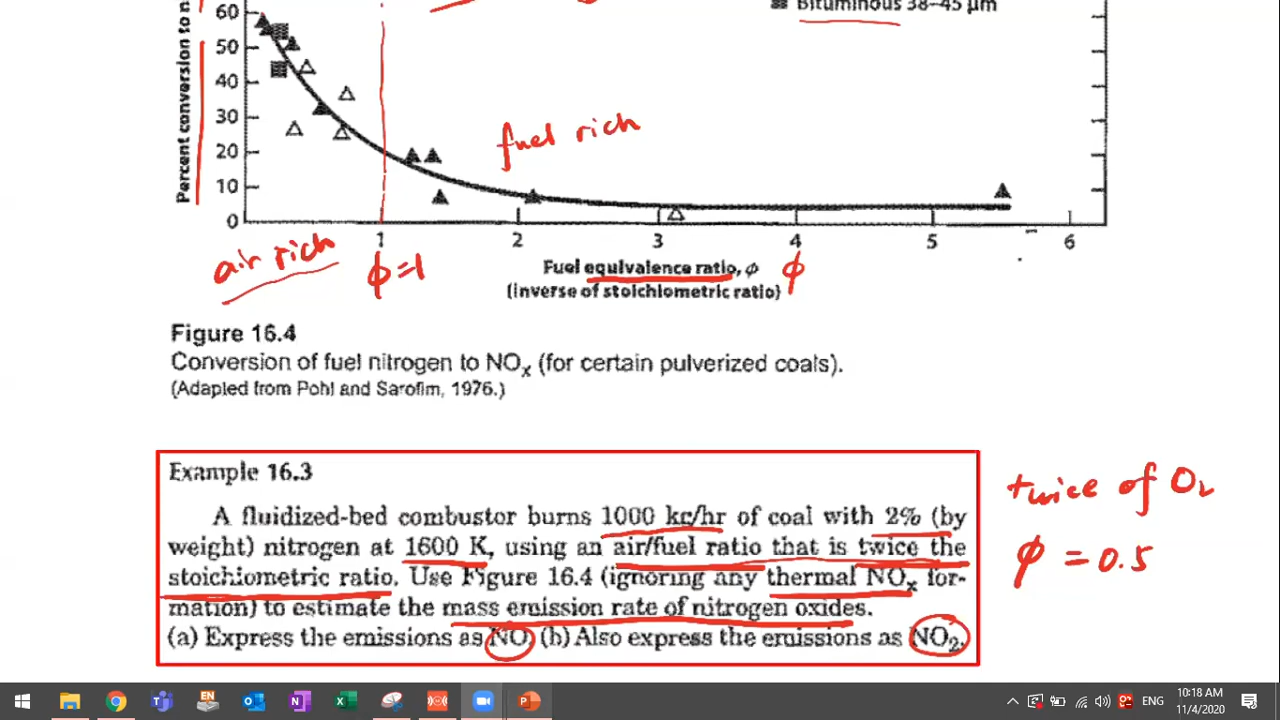 Bituminous 38–45 μm
Percent conversion to n
60
50
40
30
20
10
0
fuel rich
air rich
1
2
3
4
5
6
ϕ=1
Fuel equivalence ratio, ϕ
ϕ
(inverse of stoichiometric ratio)
Figure 16.4
Conversion of fuel nitrogen to NOx (for certain pulverized coals).
(Adapted from Pohl and Sarofim, 1976.)
Example 16.3
A fluidized-bed combustor burns 1000 kg/hr of coal with 2% (by
weight) nitrogen at 1600 K, using an air/fuel ratio that is twice the
stoichiometric ratio. Use Figure 16.4 (ignoring any thermal NOx for-
mation) to estimate the mass emission rate of nitrogen oxides.
(a) Express the emissions as NO (b) Also express the emissions as NO2.
twice of O2
ϕ = 0.5
EN
ENG
10:18 AM
11/4/2020